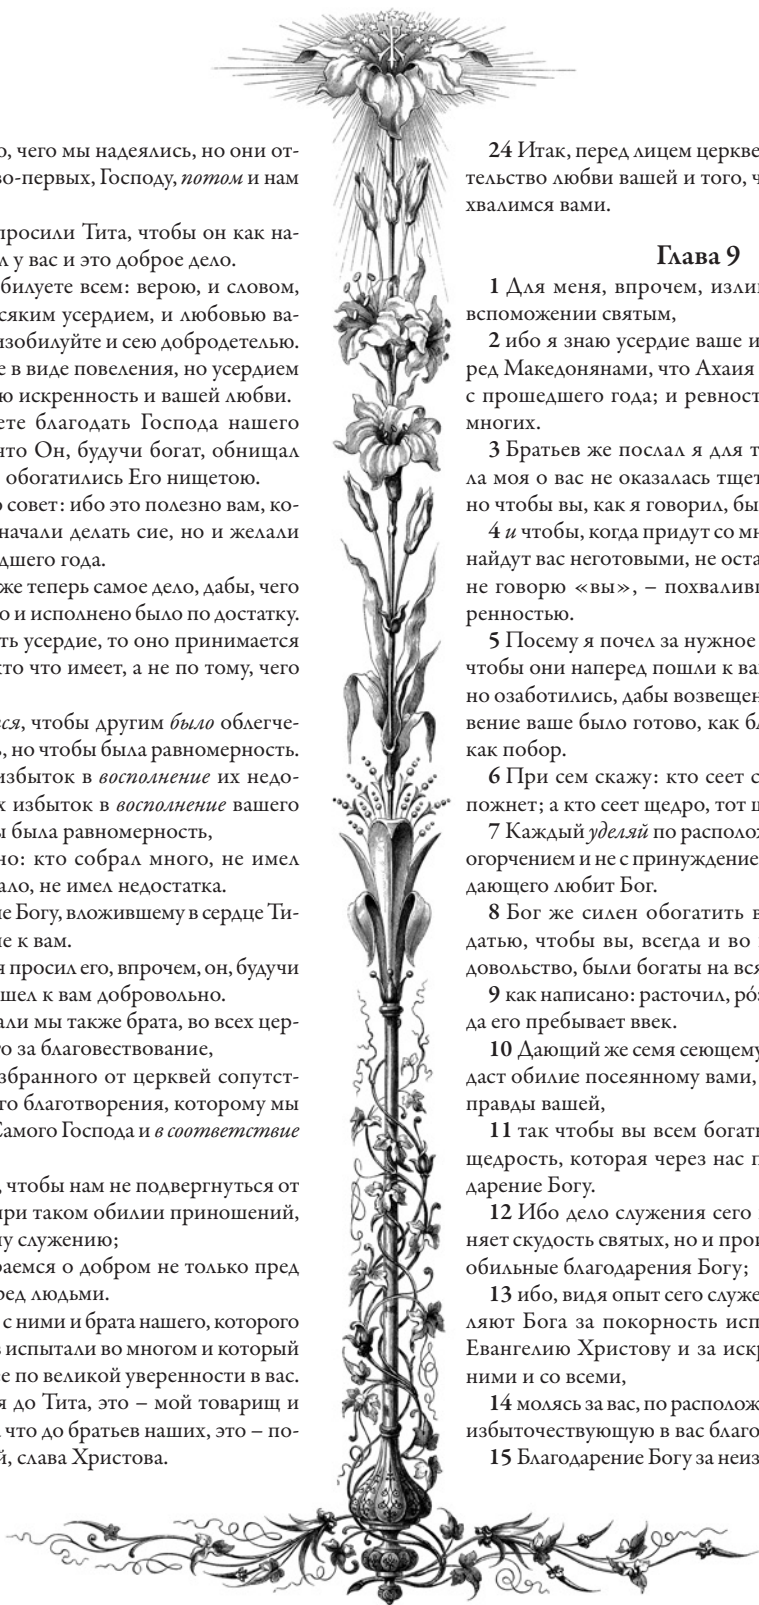 о, чего мы надеялись, но они от-
во-первых, Господу, потом и нам
просили Тита, чтобы он как на-
л у вас и это доброе дело.
билуете всем: верою, и словом,
сяким усердием, и любовью ва-
изобилуйте и сею добродетелью.
е в виде повеления, но усердием
ю искренность и вашей любви.
ете благодать Господа нашего
что Он, будучи богат, обнищал
обогатились Его нищетою.
о совет: ибо это полезно вам, ко-
начали делать сие, но и желали
дшего года.
же теперь самое дело, дабы, чего
о и исполнено было по достатку.
ть усердие, то оно принимается
кто что имеет, а не по тому, чего
ся, чтобы другим было облегче-
, но чтобы была равномерность.
избыток в восполнение их недо-
х избыток в восполнение вашего
ы была равномерность,
но: кто собрал много, не имел
ало, не имел недостатка.
ие Богу, вложившему в сердце Ти-
ие к вам.
я просил его, впрочем, он, будучи
шел к вам добровольно.
али мы также брата, во всех цер-
го за благовествование,
збранного от церквей сопутст-
го благотворения, которому мы
Самого Господа и в соответствие
, чтобы нам не подвергнуться от
при таком обилии приношений,
му служению;
раемся о добром не только пред
ред людьми.
с ними и брата нашего, которого
з испытали во многом и который
ее по великой уверенности в вас.
я до Тита, это – мой товарищ и
а что до братьев наших, это – по-
й, слава Христова.
24 Итак, перед лицем церкве
тельство любви вашей и того, ч
хвалимся вами.
Глава 9
1 Для меня, впрочем, изли
вспоможении святым,
2 ибо я знаю усердие ваше и
ред Македонянами, что Ахаия
с прошедшего года; и ревност
многих.
3 Братьев же послал я для т
ла моя о вас не оказалась тщет
но чтобы вы, как я говорил, бы
4 и чтобы, когда придут со мн
найдут вас неготовыми, не оста
не говорю «вы», – похваливш
ренностью.
5 Посему я почел за нужное
чтобы они наперед пошли к ва
но озаботились, дабы возвещен
вение ваше было готово, как бл
как побор.
6 При сем скажу: кто сеет с
пожнет; а кто сеет щедро, тот щ
7 Каждый уделяй по располож
огорчением и не с принуждение
дающего любит Бог.
8 Бог же силен обогатить в
датью, чтобы вы, всегда и во
довольство, были богаты на вся
9 как написано: расточил, ро́з
да его пребывает ввек.
10 Дающий же семя сеющему
даст обилие посеянному вами,
правды вашей,
11 так чтобы вы всем богаты
щедрость, которая через нас п
дарение Богу.
12 Ибо дело служения сего
няет скудость святых, но и прои
обильные благодарения Богу;
13 ибо, видя опыт сего служе
ляют Бога за покорность исп
Евангелию Христову и за искр
ними и со всеми,
14 молясь за вас, по располож
избыточествующую в вас благо
15 Благодарение Богу за неиз